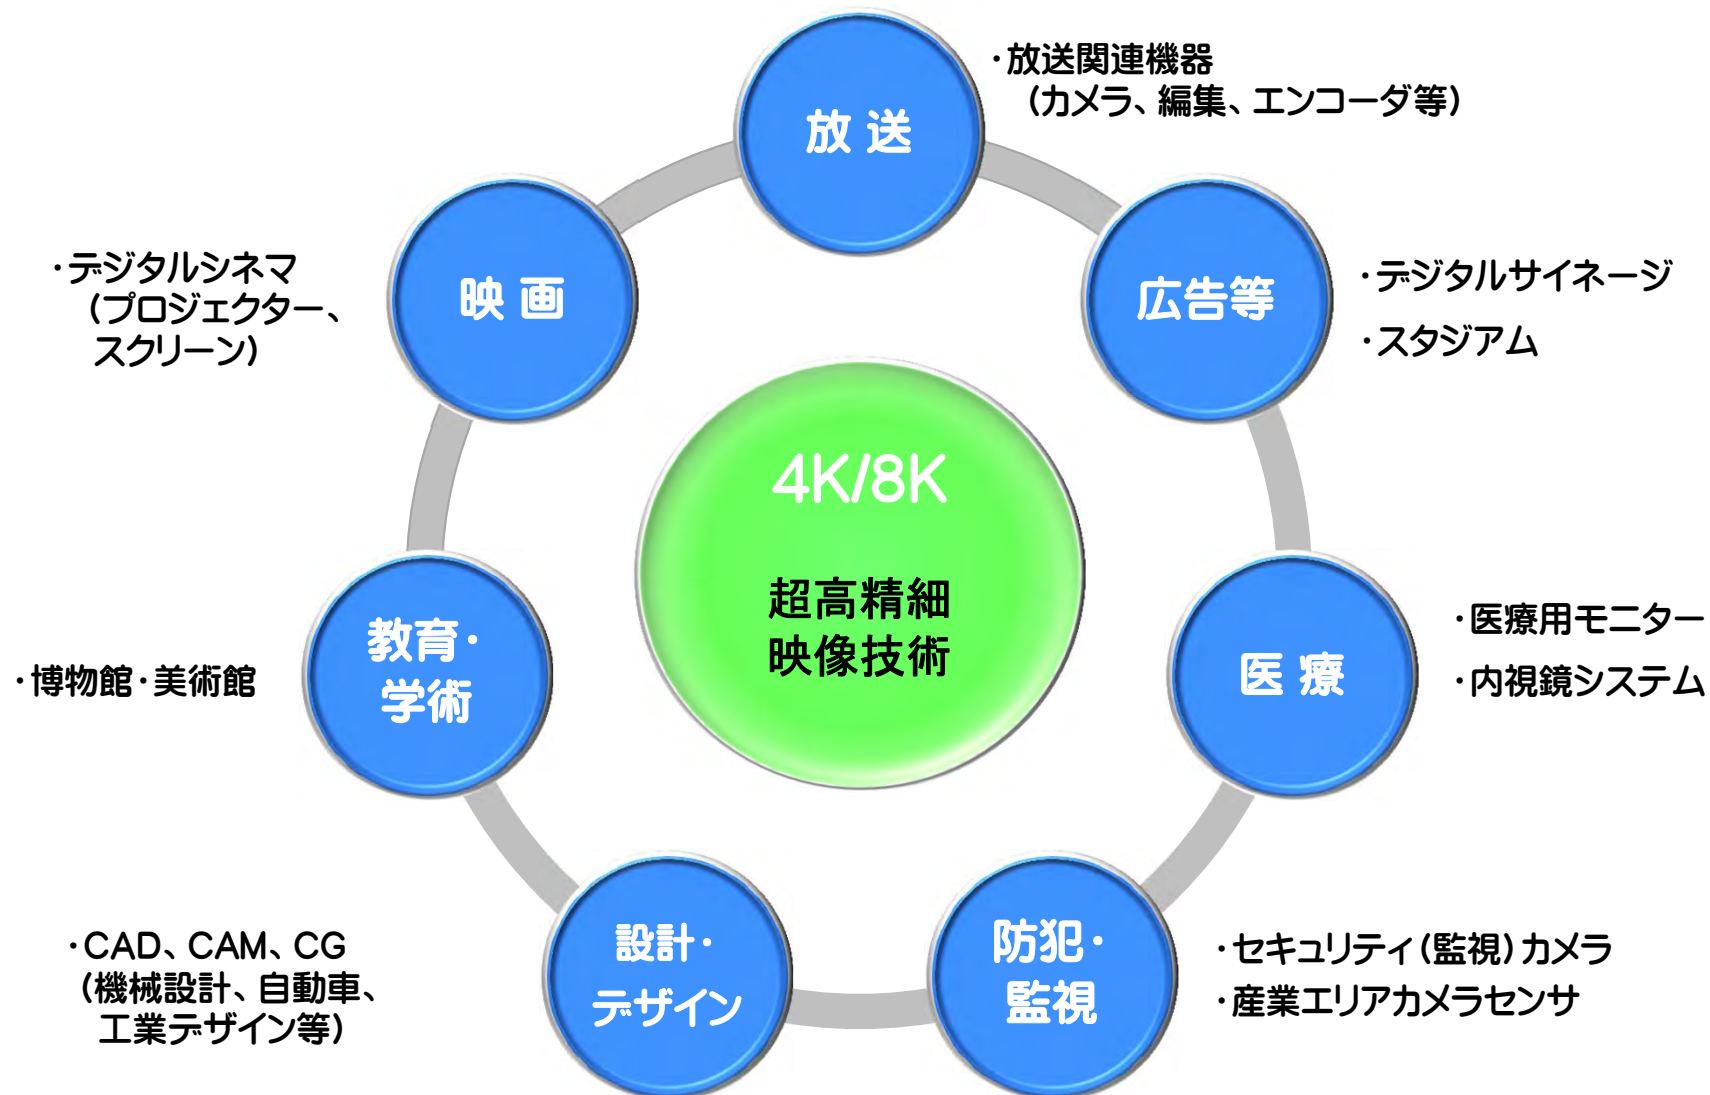 放送
・放送関連機器
(カメラ、編集、エンコーダ等)
広告等
・デジタルサイネージ
・スタジアム
医療
・医療用モニター
・内視鏡システム
防犯・
監視
・セキュリティ(監視)カメラ
・産業エリアカメラセンサ
設計・
デザイン
・CAD、CAM、CG
(機械設計、自動車、
工業デザイン等)
教育・
学術
・博物館・美術館
映画
・デジタルシネマ
(プロジェクター、
スクリーン)
4K/8K
超高精細
映像技術